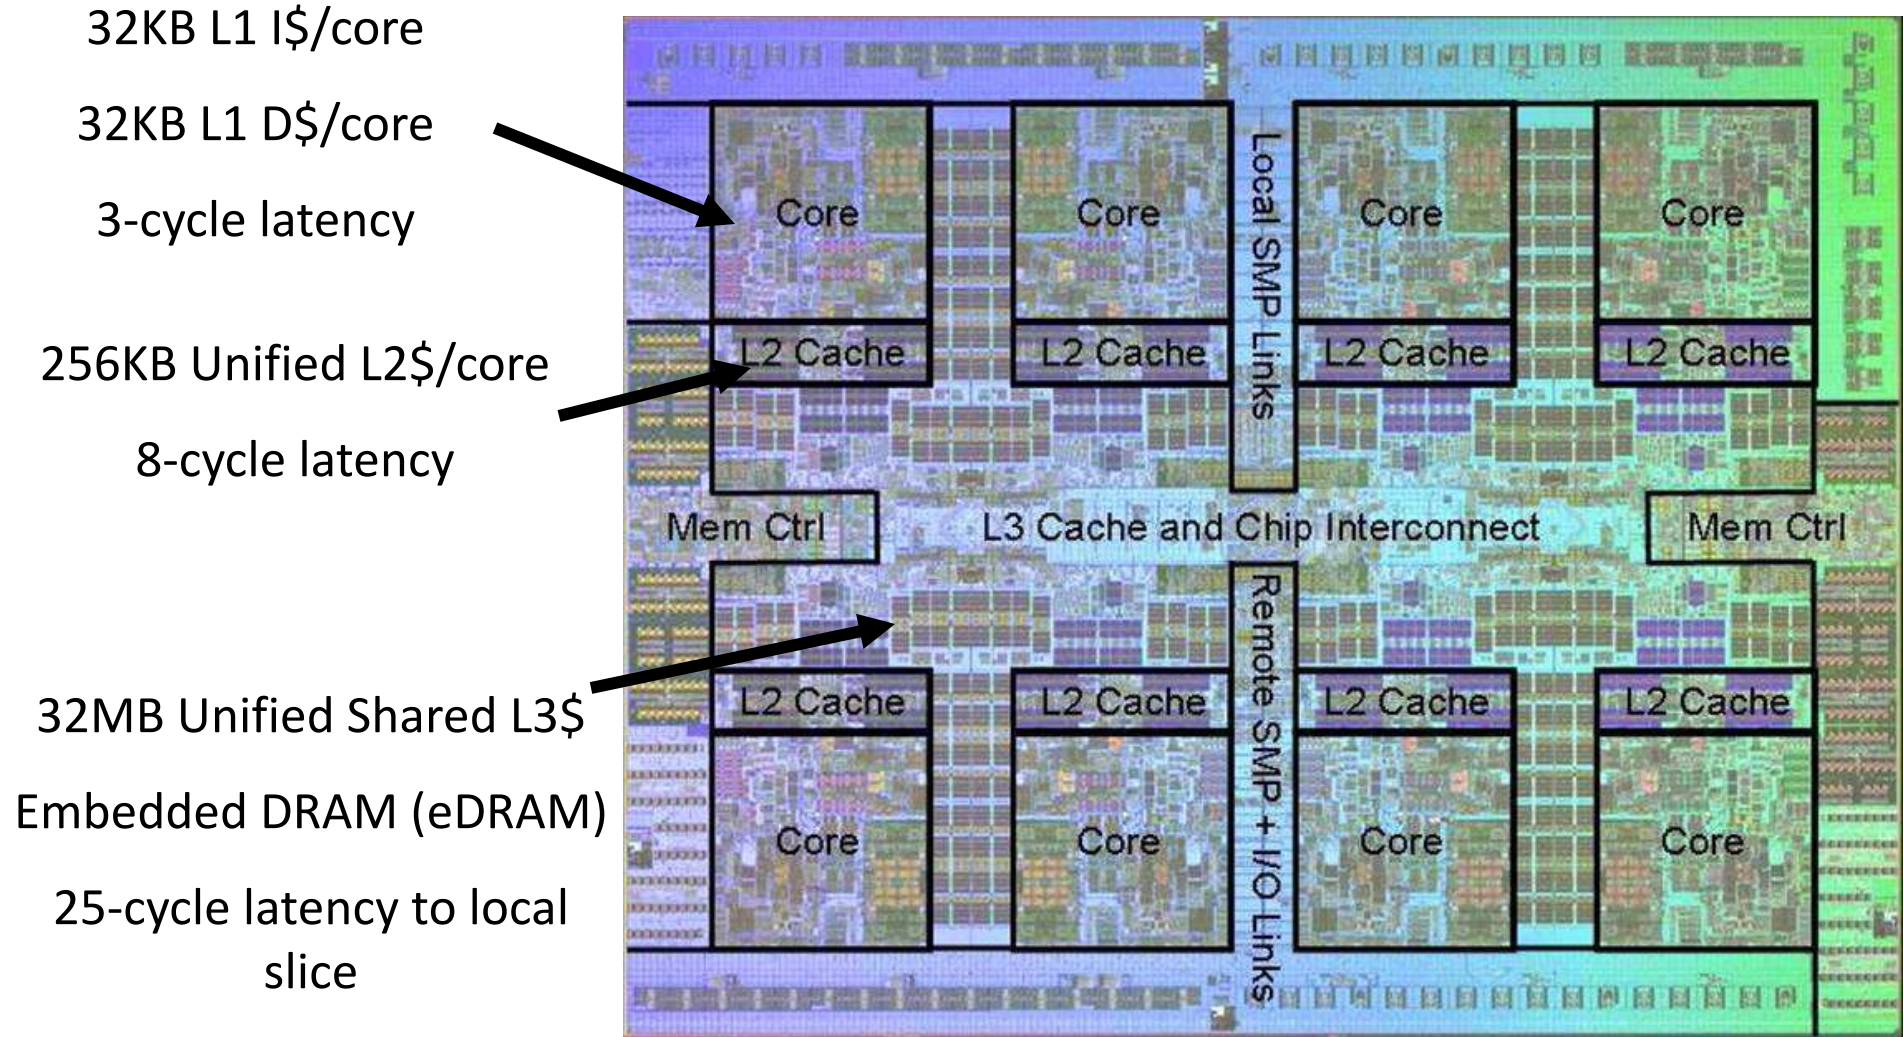 32KB L1 I$/core
32KB L1 D$/core
3-cycle latency
256KB Unified L2$/core
8-cycle latency
32MB Unified Shared L3$
Embedded DRAM (eDRAM)
25-cycle latency to local
slice
Core
Core
Local SMP Links
Core
Core
L2 Cache
L2 Cache
L2 Cache
L2 Cache
Mem Ctrl
L3 Cache and Chip Interconnect
Mem Ctrl
L2 Cache
L2 Cache
Remote SMP + I/O Links
L2 Cache
L2 Cache
Core
Core
Core
Core